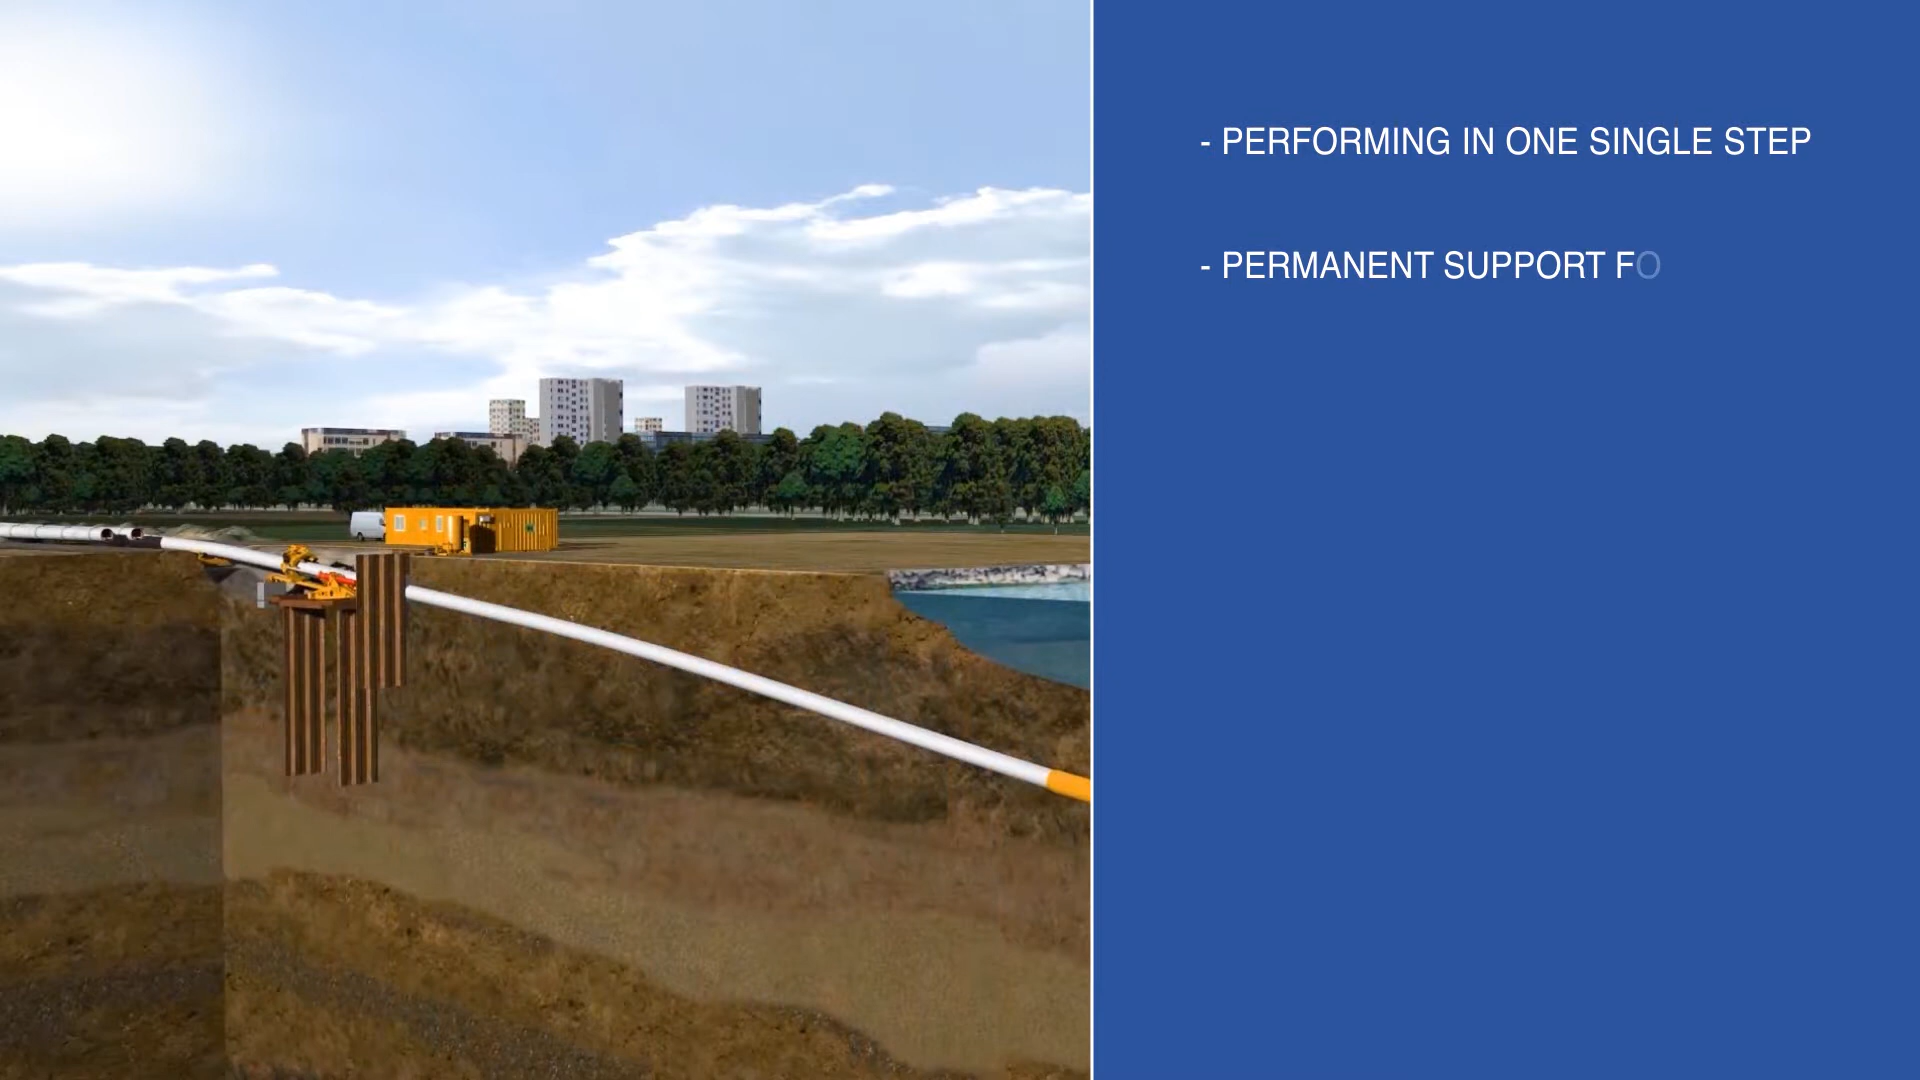 - PERFORMING IN ONE SINGLE STEP
- PERMANENT SUPPORT FO